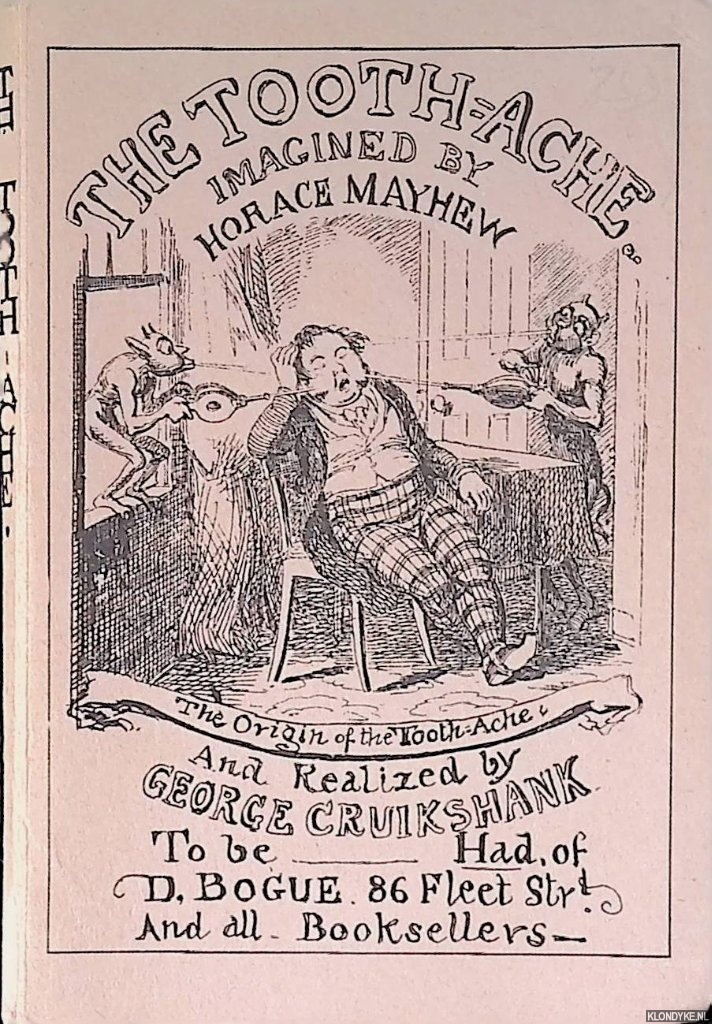 THE TOOTH=ACHE.
IMAGINED BY
HORACE MAYHEW
The Origin of the Tooth=Ache:
And Realized by
GEORGE CRUIKSHANK
To be ——— Had, of
D. BOGUE. 86 Fleet Strt.
And all - Booksellers—
THE TOOTH-ACHE.
KLONDYKE.NL